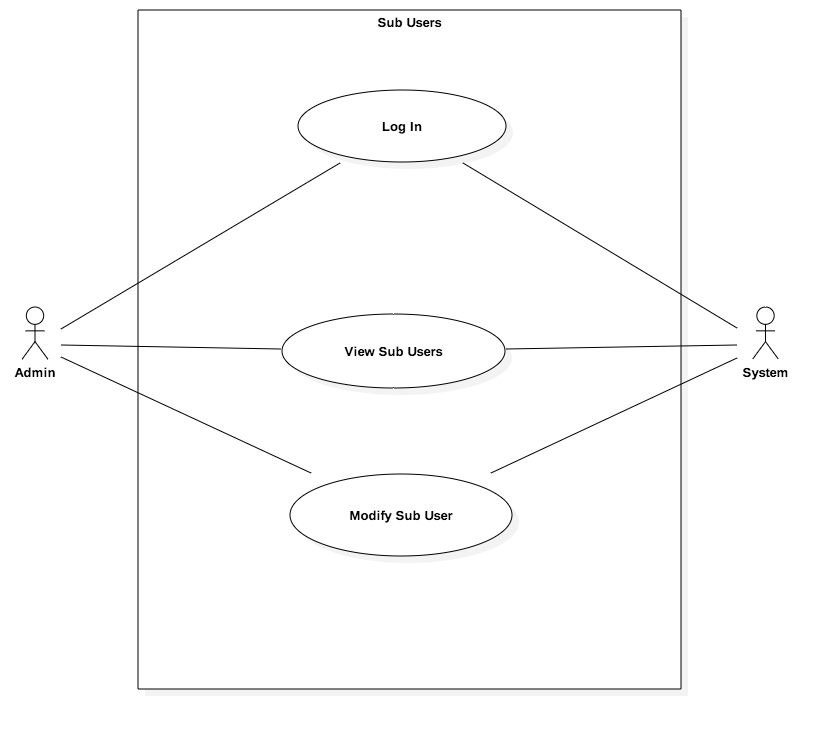 Sub Users
Log In
View Sub Users
Admin
System
Modify Sub User